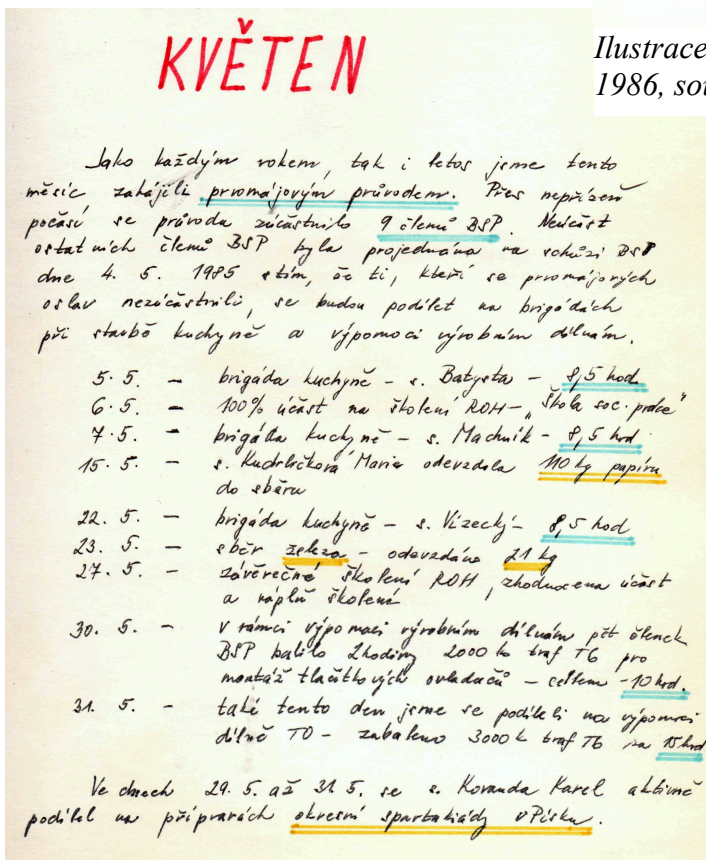 KVĚTEN
Ilustrace
1986, sou
Jako každým rokem, tak i letos jsme tento
měsíc zahájili prvomájovým průvodem. Přes nepřízeň
počasí se průvodu zúčastnilo 9 členů BSP. Neúčast
ostatních členů BSP byla projednána na schůzi BSP
dne 4. 5. 1985 s tím, že ti, kteří se prvomájových
oslav nezúčastnili, se budou podílet na brigádách
při stavbě kuchyně a výpomoci výrobním dílnám.
5. 5. – brigáda kuchyně – s. Batysta – 8,5 hod
6. 5. – 100% účast na školení ROH – „Škola soc. práce"
7. 5. – brigáda kuchyně – s. Machník – 8,5 hod.
15. 5. – s. Kudrličková Marie odevzdala 110 kg papíru
do sběru
22. 5. – brigáda kuchyně – s. Vizecký – 8,5 hod
23. 5. – sběr železa – odevzdáno 21 kg
27. 5. – závěrečné školení ROH, zhodnocena účast
a náplň školení
30. 5. – v rámci výpomoci výrobním dílnám pět členek
BSP balilo 2 hodiny 2000 k traf T6 pro
montáž tlačítkových ovladačů – celkem – 10 hod.
31. 5. – také tento den jsme se podíleli na výpomoci
dílně TO – zabaleno 3000 k traf T6 za 15 hod
Ve dnech 29. 5. až 31. 5. se s. Kovanda Karel aktivně
podílel na přípravách okresní spartakiády v Písku.